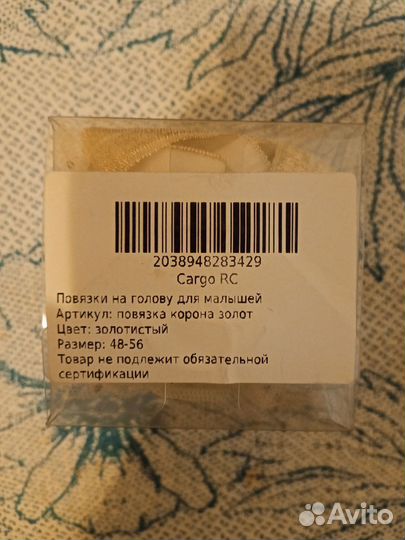 2038948283429
Cargo RC
Повязки на голову для малышей
Артикул: повязка корона золот
Цвет: золотистый
Размер: 48-56
Товар не подлежит обязательной
сертификации
Avito